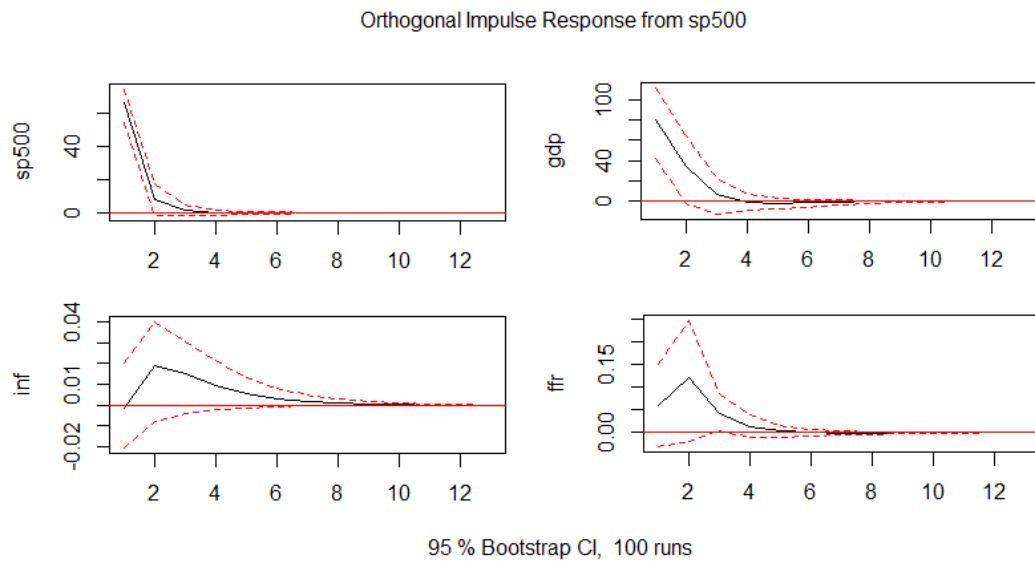 Orthogonal Impulse Response from sp500
sp500
40
0
2 4 6 8 10 12
gdp
100
40
0
2 4 6 8 10 12
inf
0.04
0.01
-0.02
2 4 6 8 10 12
ffr
0.15
0.00
2 4 6 8 10 12
95 % Bootstrap CI, 100 runs